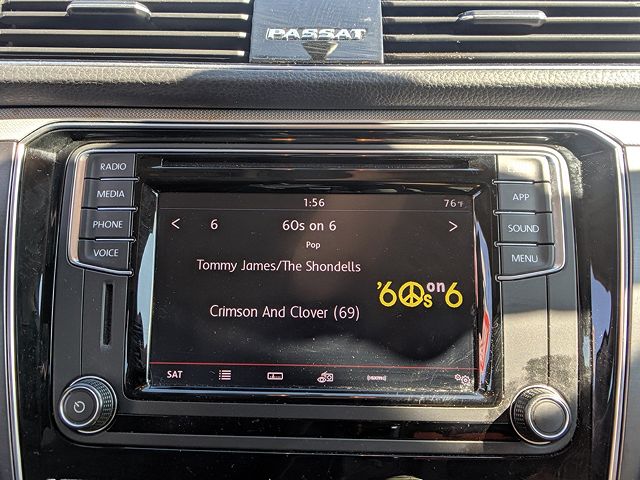 PASSAT
RADIO
MEDIA
PHONE
VOICE
APP
SOUND
MENU
1:56 76°F
< 6 60s on 6 >
Pop
Tommy James/The Shondells
'60s on 6
Crimson And Clover (69)
SAT
((SXM))